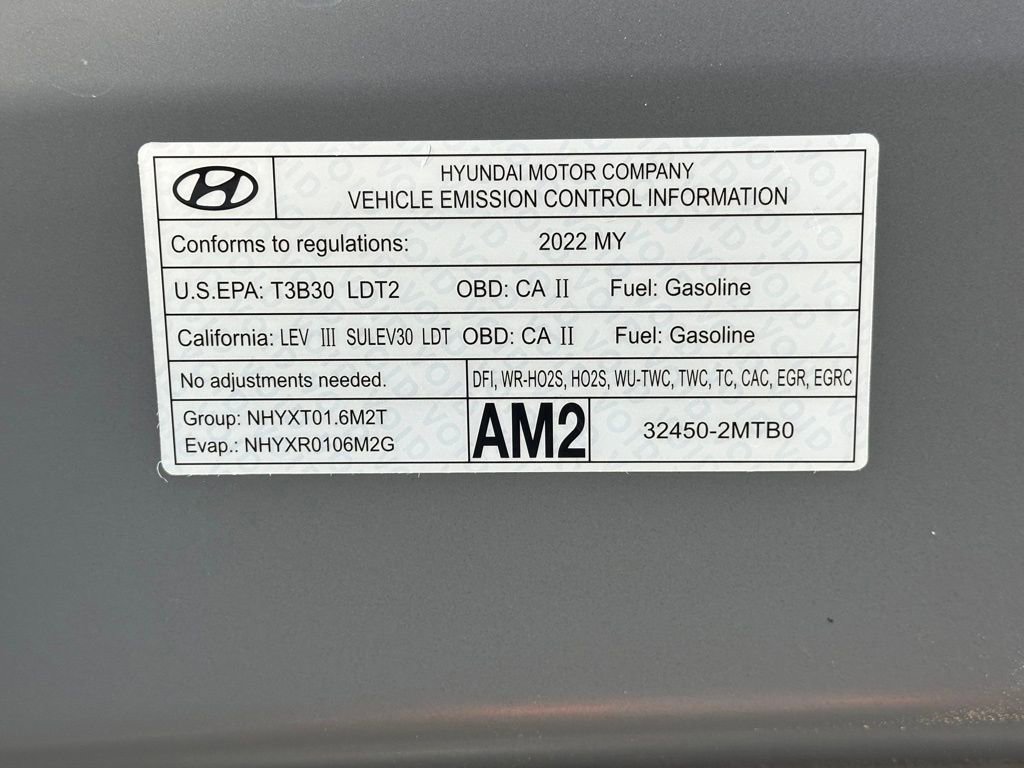 HYUNDAI MOTOR COMPANY
VEHICLE EMISSION CONTROL INFORMATION
Conforms to regulations: 2022 MY
U.S.EPA: T3B30 LDT2 OBD: CA II Fuel: Gasoline
California: LEV III SULEV30 LDT OBD: CA II Fuel: Gasoline
No adjustments needed. DFI, WR-HO2S, HO2S, WU-TWC, TWC, TC, CAC, EGR, EGRC
Group: NHYXT01.6M2T
Evap.: NHYXR0106M2G
AM2 32450-2MTB0